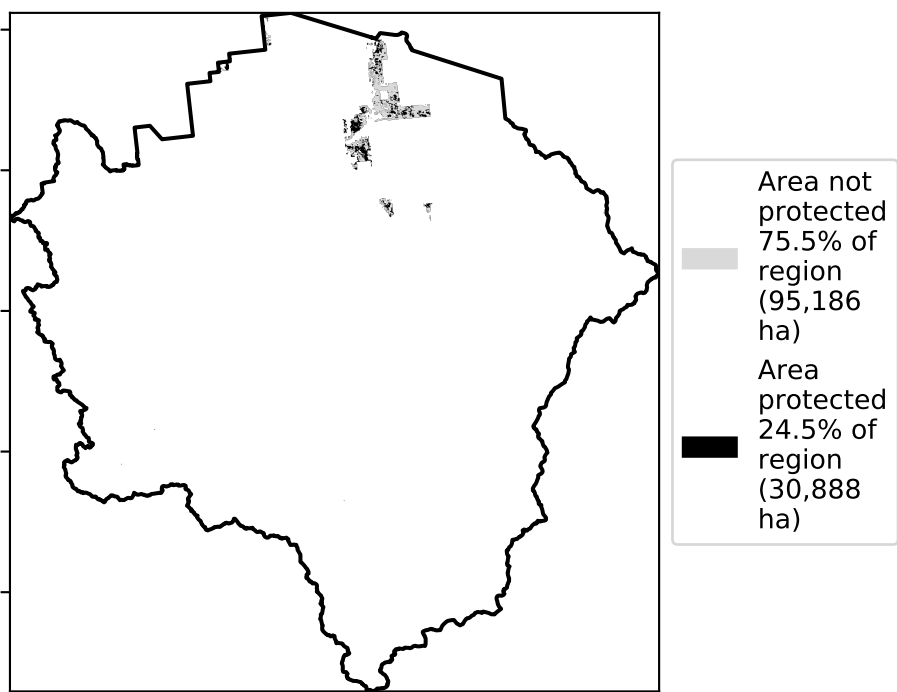 Area not
protected
75.5% of
region
(95,186
ha)
Area
protected
24.5% of
region
(30,888
ha)